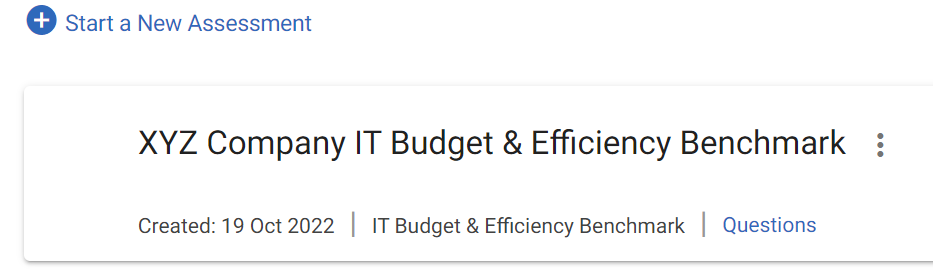 Start a New Assessment
XYZ Company IT Budget & Efficiency Benchmark
Created: 19 Oct 2022 | IT Budget & Efficiency Benchmark | Questions